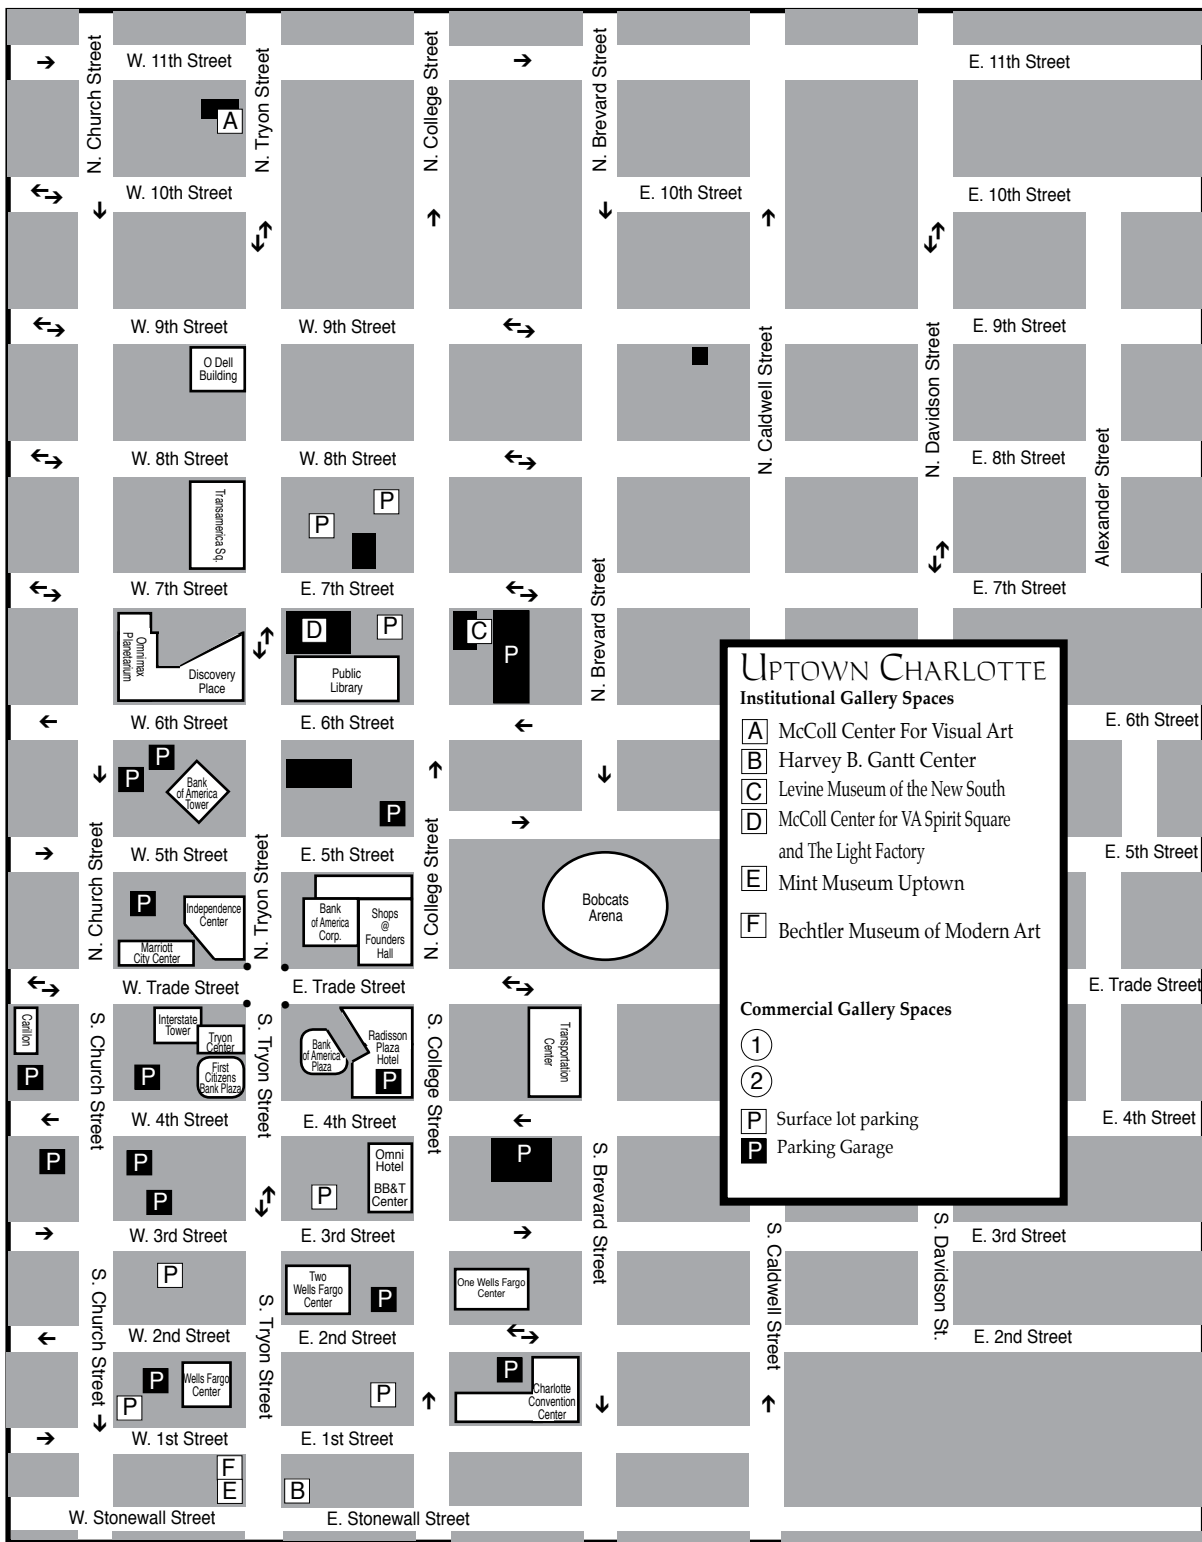 W. 11th Street
E. 11th Street
N. Church Street
N. Tryon Street
N. College Street
N. Brevard Street
A
W. 10th Street
E. 10th Street
E. 10th Street
W. 9th Street
W. 9th Street
E. 9th Street
O Dell
Building
N. Caldwell Street
N. Davidson Street
W. 8th Street
W. 8th Street
E. 8th Street
Alexander Street
Transamerica Sq.
P
P
W. 7th Street
E. 7th Street
E. 7th Street
N. Brevard Street
Omnimax
Planetarium
Discovery
Place
D
P
Public
Library
C
P
W. 6th Street
E. 6th Street
E. 6th Street
P
P
Bank
of America
Tower
P
N. Church Street
N. Tryon Street
N. College Street
W. 5th Street
E. 5th Street
E. 5th Street
P
Independence
Center
Marriott
City Center
Bank
of America
Corp.
Shops
@
Founders
Hall
Bobcats
Arena
W. Trade Street
E. Trade Street
E. Trade Street
Carillon
P
S. Church Street
Interstate
Tower
Tryon
Center
First
Citizens
Bank Plaza
P
S. Tryon Street
Bank
of America
Plaza
Radisson
Plaza
Hotel
P
S. College Street
Transportation
Center
W. 4th Street
E. 4th Street
E. 4th Street
P
P
P
P
Omni
Hotel
BB&T
Center
P
S. Brevard Street
W. 3rd Street
E. 3rd Street
E. 3rd Street
S. Caldwell Street
S. Davidson St.
S. Church Street
P
S. Tryon Street
Two
Wells Fargo
Center
P
One Wells Fargo
Center
W. 2nd Street
E. 2nd Street
E. 2nd Street
P
P
Wells Fargo
Center
P
P
Charlotte
Convention
Center
W. 1st Street
E. 1st Street
F
E
B
W. Stonewall Street
E. Stonewall Street
UPTOWN CHARLOTTE
Institutional Gallery Spaces
A McColl Center For Visual Art
B Harvey B. Gantt Center
C Levine Museum of the New South
D McColl Center for VA Spirit Square
and The Light Factory
E Mint Museum Uptown
F Bechtler Museum of Modern Art
Commercial Gallery Spaces
1
2
P Surface lot parking
P Parking Garage